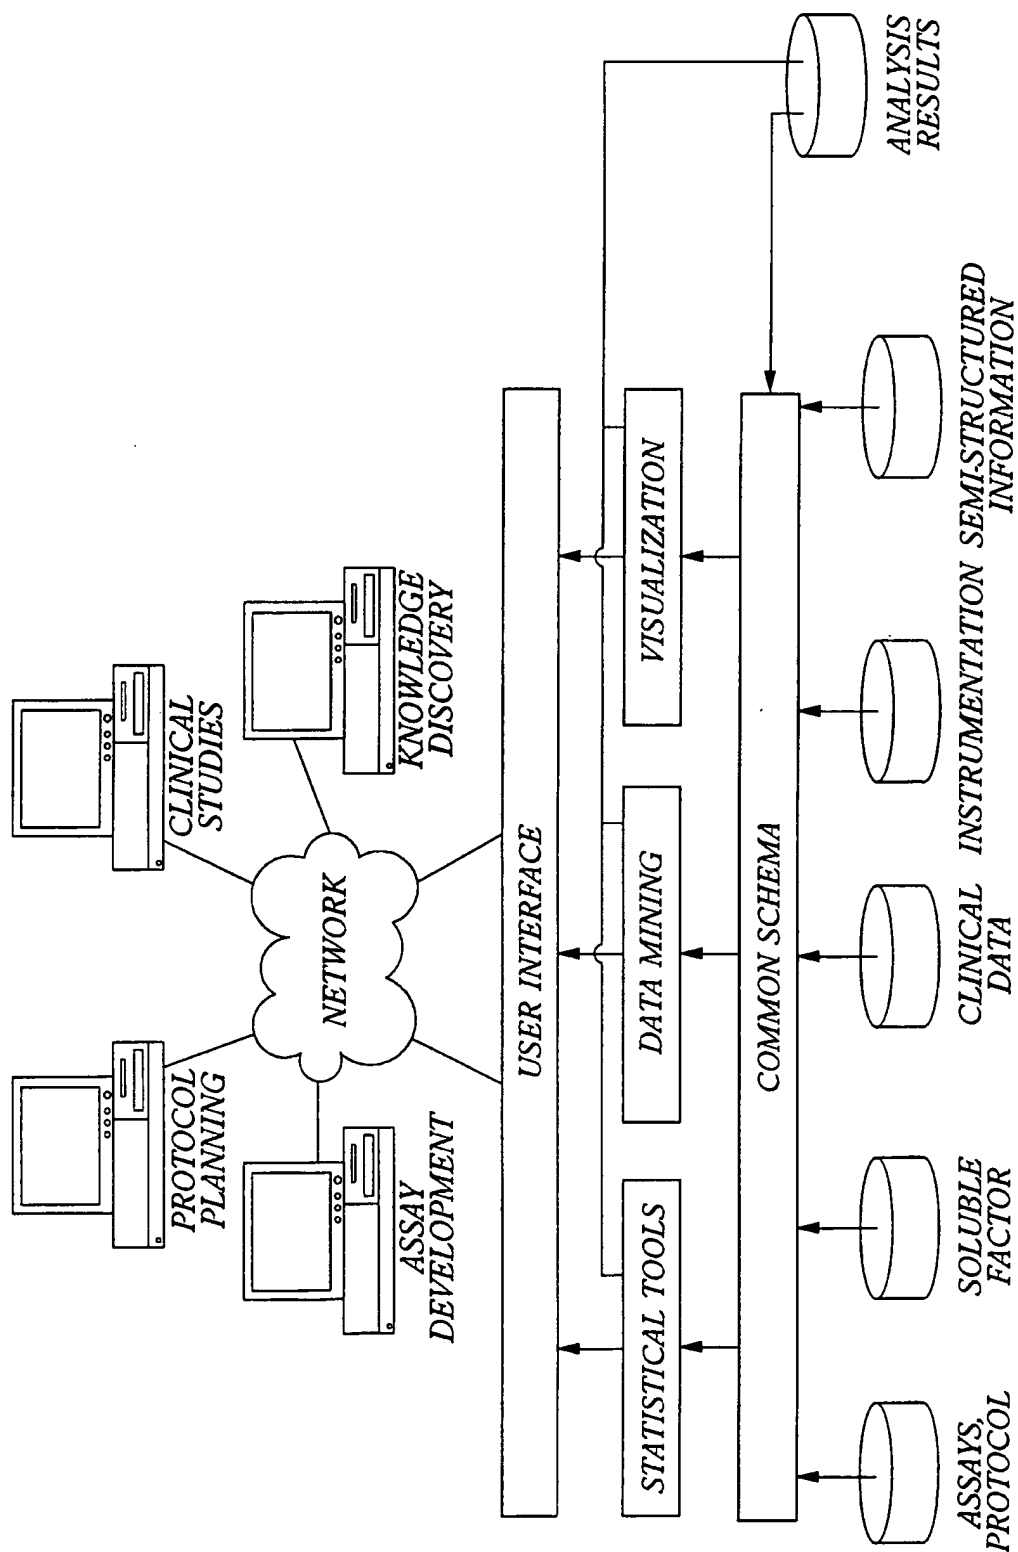 PROTOCOL
PLANNING
CLINICAL
STUDIES
ASSAY
DEVELOPMENT
NETWORK
KNOWLEDGE
DISCOVERY
USER INTERFACE
STATISTICAL TOOLS
DATA MINING
VISUALIZATION
COMMON SCHEMA
ASSAYS,
PROTOCOL
SOLUBLE
FACTOR
CLINICAL
DATA
INSTRUMENTATION
SEMI-STRUCTURED
INFORMATION
ANALYSIS
RESULTS